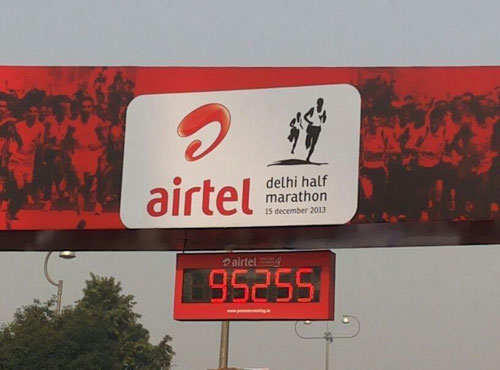 airtel
delhi half
marathon
15 december 2013
airtel
95255